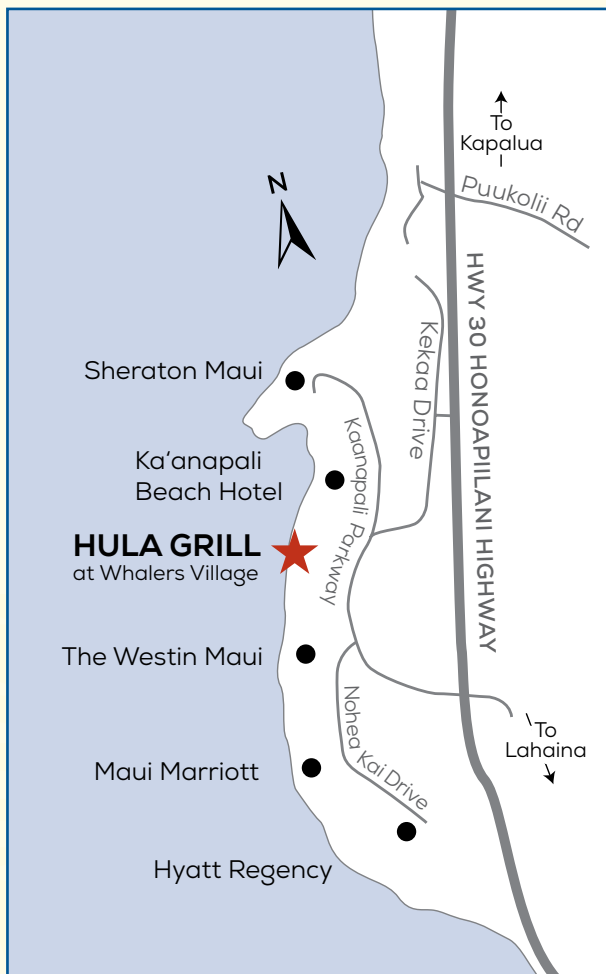 To
Kapalua
Puukolii Rd
N
HWY 30 HONOAPIILANI HIGHWAY
Kekaa Drive
Sheraton Maui
Kaanapali Parkway
Ka'anapali
Beach Hotel
HULA GRILL
at Whalers Village
The Westin Maui
Nohea Kai Drive
To
Lahaina
Maui Marriott
Hyatt Regency